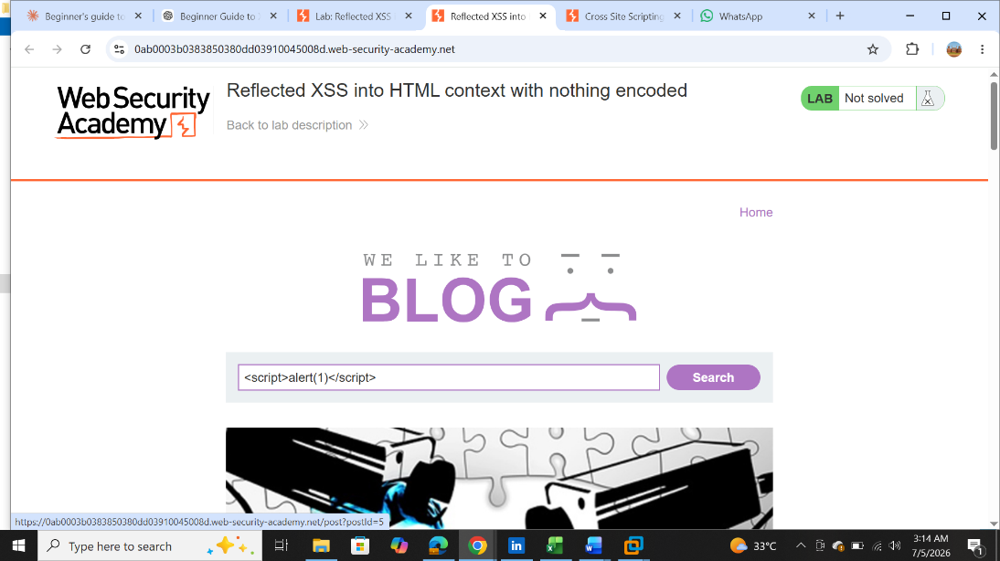 Beginner's guide to
Beginner Guide to
Lab: Reflected XSS
Reflected XSS into
Cross Site Scripting
WhatsApp
0ab0003b0383850380dd03910045008d.web-security-academy.net
Web Security
Academy
Reflected XSS into HTML context with nothing encoded
Back to lab description
LAB Not solved
Home
WE LIKE TO
BLOG
<script>alert(1)</script>
Search
https://0ab0003b0383850380dd03910045008d.web-security-academy.net/post?postId=5
Type here to search
33°C
3:14 AM
7/5/2026
1